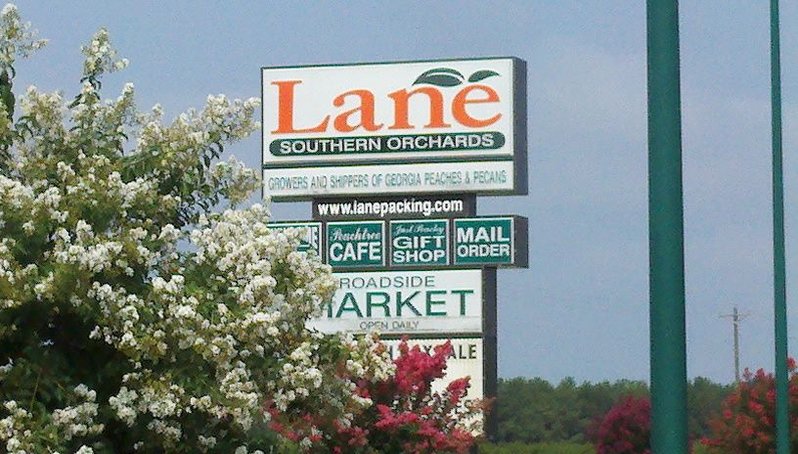 Lane
SOUTHERN ORCHARDS
GROWERS AND SHIPPERS OF GEORGIA PEACHES & PECANS
www.lanepacking.com
Peachtree CAFE
Just Peachy GIFT SHOP
MAIL ORDER
ROADSIDE
MARKET
OPEN DAILY